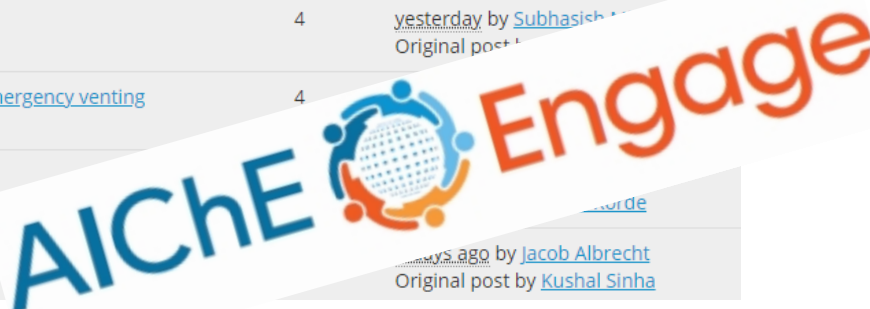 4
yesterday by Subhasish
Original post
emergency venting
4
AIChE Engage
ago by Jacob Albrecht
Original post by Kushal Sinha